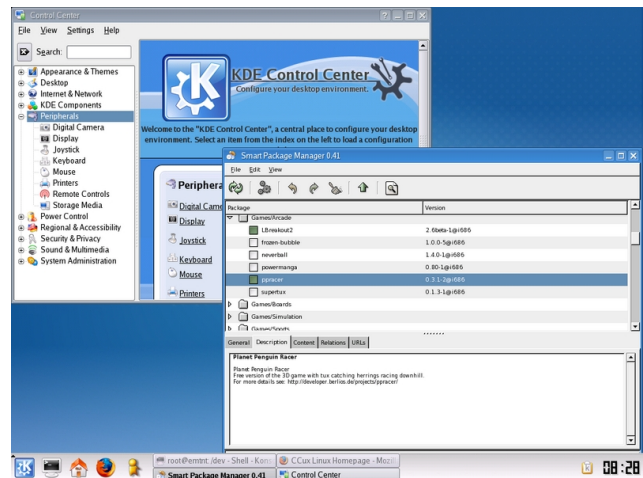 Control Center
File View Settings Help
Search:
Appearance & Themes
Desktop
Internet & Network
KDE Components
Peripherals
Digital Camera
Display
Joystick
Keyboard
Mouse
Printers
Remote Controls
Storage Media
Power Control
Regional & Accessibility
Security & Privacy
Sound & Multimedia
System Administration
KDE Control Center
Configure your desktop environment.
Welcome to the "KDE Control Center", a central place to configure your desktop
environment. Select an item from the index on the left to load a configuration
Periphera
Digital Came
Display
Joystick
Keyboard
Mouse
Printers
Smart Package Manager 0.41
File Edit View
Package Version
Games/Arcade
LBreakout2 2.6beta-1@i686
frozen-bubble 1.0.0-5@i686
neverball 1.4.0-1@i686
powermanga 0.80-1@i686
ppracer 0.3.1-2@i686
supertux 0.1.3-1@i686
Games/Boards
Games/Simulation
Games/Sports
General Description Content Relations URLs
Planet Penguin Racer
Planet Penguin Racer
Free version of the 3D game with tux catching herrings racing downhill.
For more details see: http://developer.berlios.de/projects/ppracer/
root@emtnt: /dev - Shell - Kons
CCux Linux Homepage - Mozil
Smart Package Manager 0.41
Control Center
08:28